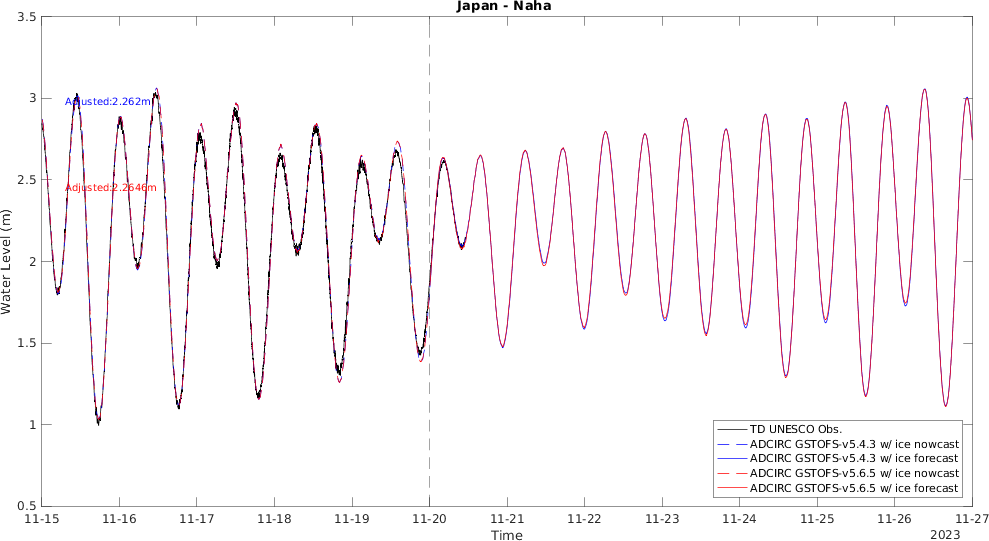 Japan - Naha
3.5
3
2.5
2
1.5
1
0.5
Water Level (m)
Adjusted:2.262m
Adjusted:2.2646m
TD UNESCO Obs.
ADCIRC GSTOFS-v5.4.3 w/ ice nowcast
ADCIRC GSTOFS-v5.4.3 w/ ice forecast
ADCIRC GSTOFS-v5.6.5 w/ ice nowcast
ADCIRC GSTOFS-v5.6.5 w/ ice forecast
11-15 11-16 11-17 11-18 11-19 11-20 11-21 11-22 11-23 11-24 11-25 11-26 11-27
Time
2023